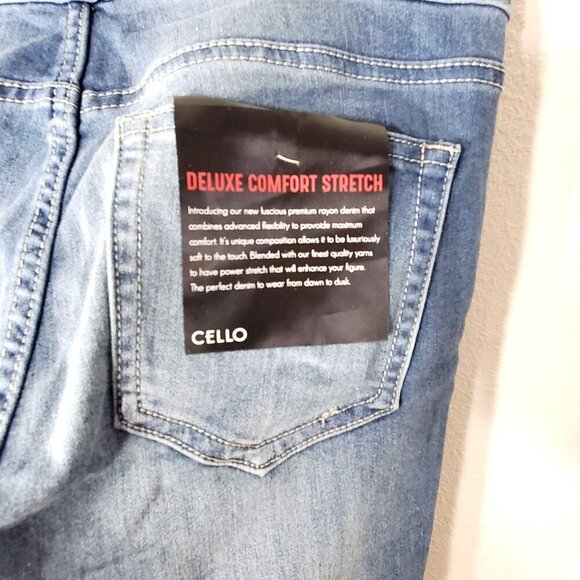 DELUXE COMFORT STRETCH
Introducing our new luscious premium rayon denim that
combines advanced flexiblity to provaide maximum
comfort. It's unique composition allows it to be luxuriously
soft to the touch. Blended with our finest quality yarns
to have power stretch that will enhance your figure.
The perfect denim to wear from dawn to dusk.
CELLO